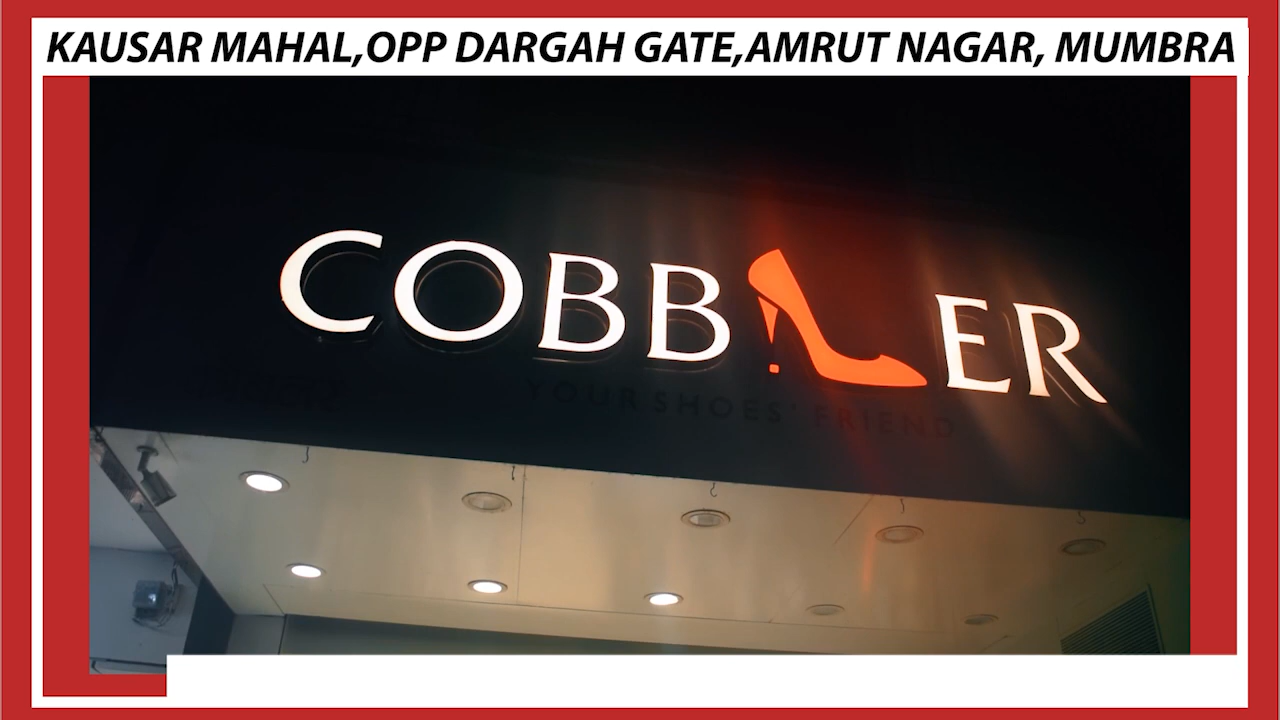 KAUSAR MAHAL,OPP DARGAH GATE,AMRUT NAGAR, MUMBRA
COBBLER
YOUR SHOES' FRIEND